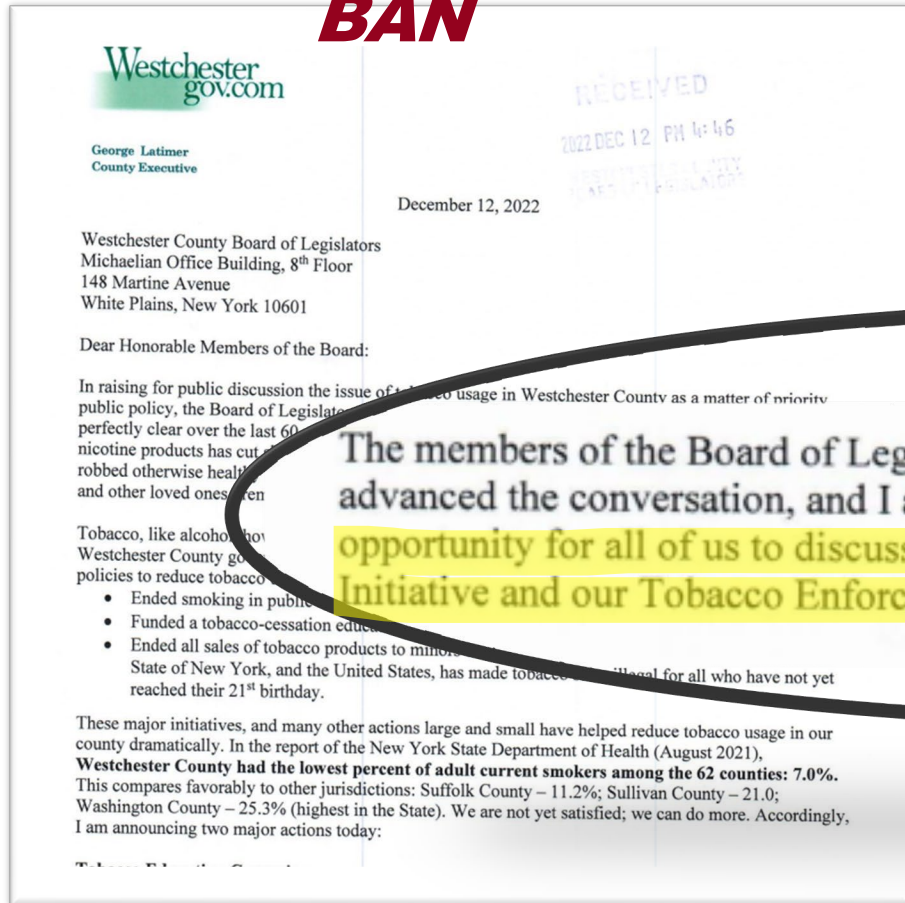 BAN
Westchester
gov.com
RECEIVED
2022 DEC 12 PM 4:46
George Latimer
County Executive
December 12, 2022
Westchester County Board of Legislators
Michaelian Office Building, 8th Floor
148 Martine Avenue
White Plains, New York 10601
Dear Honorable Members of the Board:
In raising for public discussion the issue of usage in Westchester County as a matter of priority
public policy, the Board of
perfectly clear over the last 60
nicotine products has cut
robbed otherwise
and other loved ones
The members of the Board of
advanced the conversation, and I
opportunity for all of us to
Initiative and our Tobacco
Tobacco, like
Westchester County
policies to reduce tobacco
• Ended smoking in
• Funded a tobacco-cessation
• Ended all sales of tobacco products to
State of New York, and the United States, has made for all who have not yet
reached their 21st birthday.
These major initiatives, and many other actions large and small have helped reduce tobacco usage in our
county dramatically. In the report of the New York State Department of Health (August 2021),
Westchester County had the lowest percent of adult current smokers among the 62 counties: 7.0%.
This compares favorably to other jurisdictions: Suffolk County – 11.2%; Sullivan County – 21.0;
Washington County – 25.3% (highest in the State). We are not yet satisfied; we can do more. Accordingly,
I am announcing two major actions today: